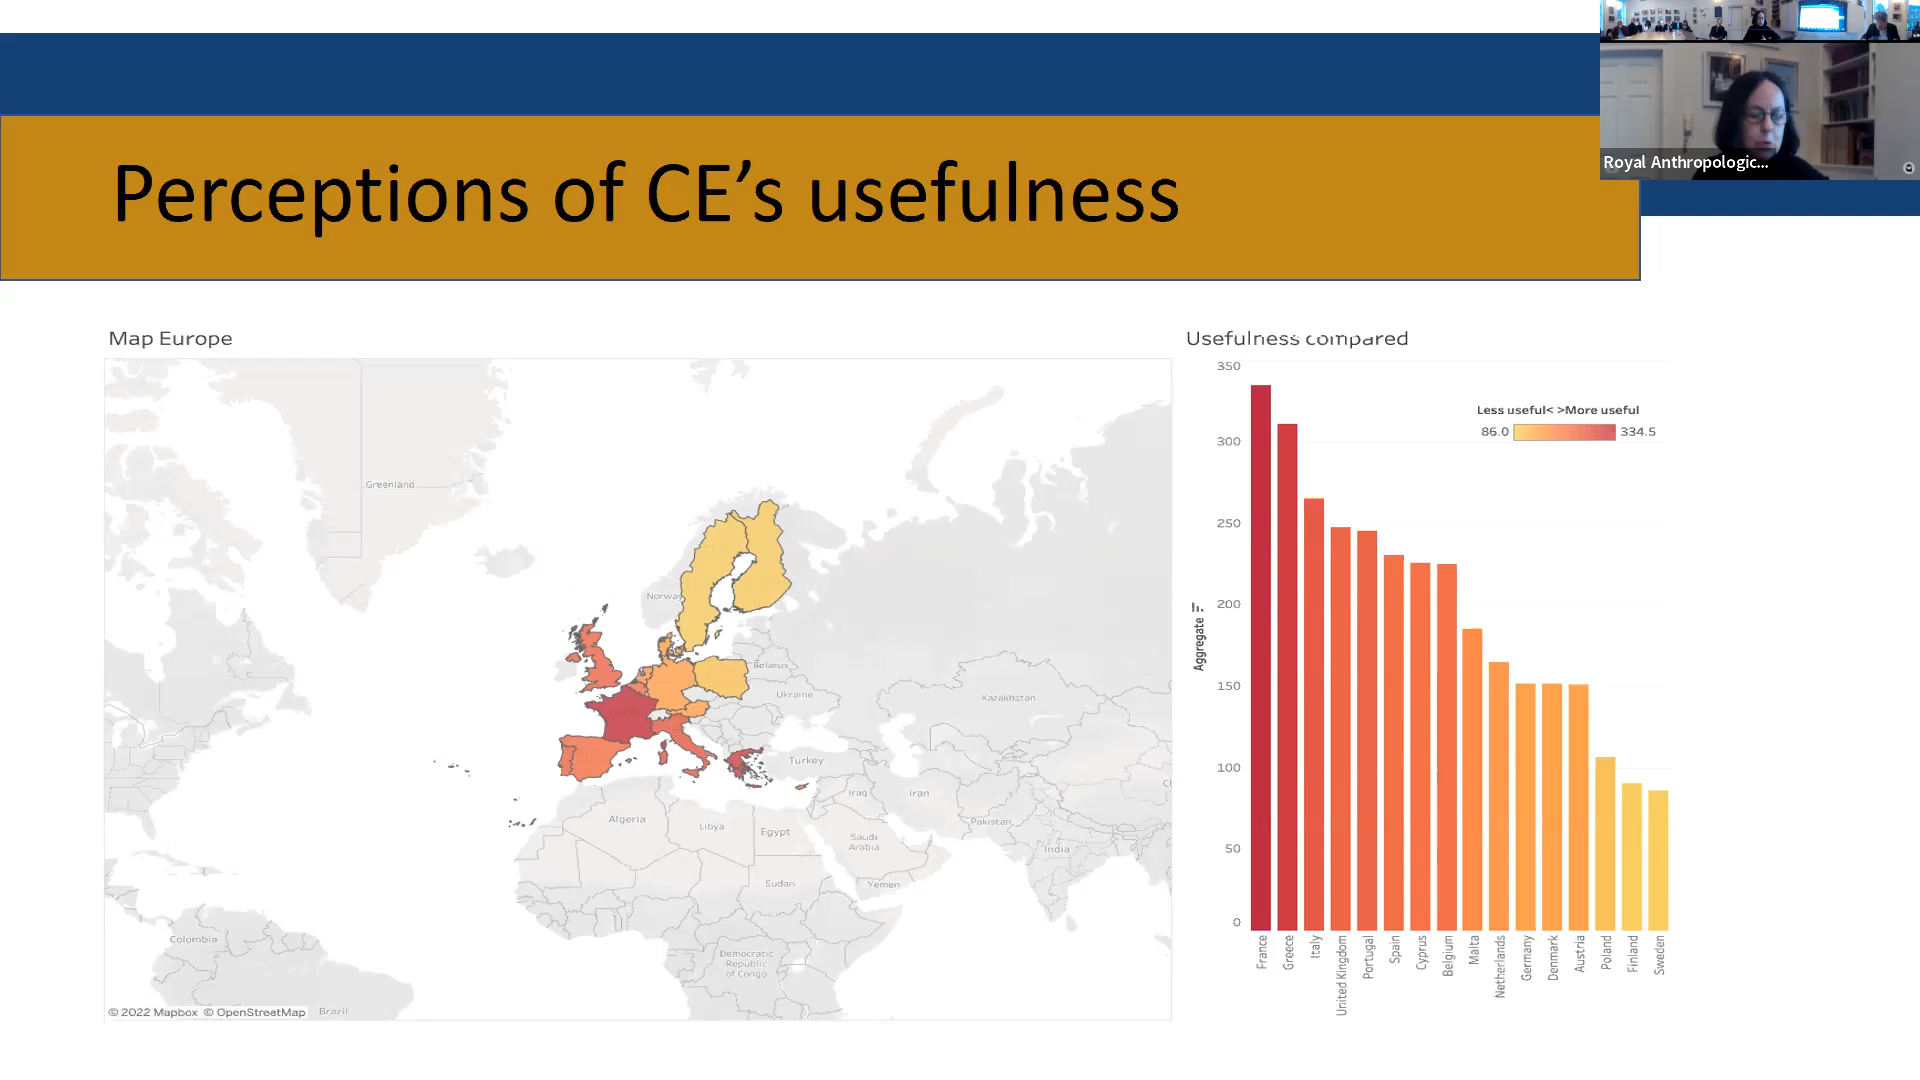 Royal Anthropologic...
Perceptions of CE’s usefulness
Map Europe
Greenland
Norway
Belarus
Ukraine
Kazakhstan
Turkey
Iraq
Iran
Algeria
Libya
Egypt
Pakistan
Saudi
Arabia
India
Sudan
Yemen
Colombia
Democratic
Republic
of Congo
Brazil
© 2022 Mapbox © OpenStreetMap
Usefulness compared
Less useful< >More useful
86.0
334.5
350
300
250
200
150
100
50
0
Aggregate
France
Greece
Italy
United Kingdom
Portugal
Spain
Cyprus
Belgium
Malta
Netherlands
Germany
Denmark
Austria
Poland
Finland
Sweden